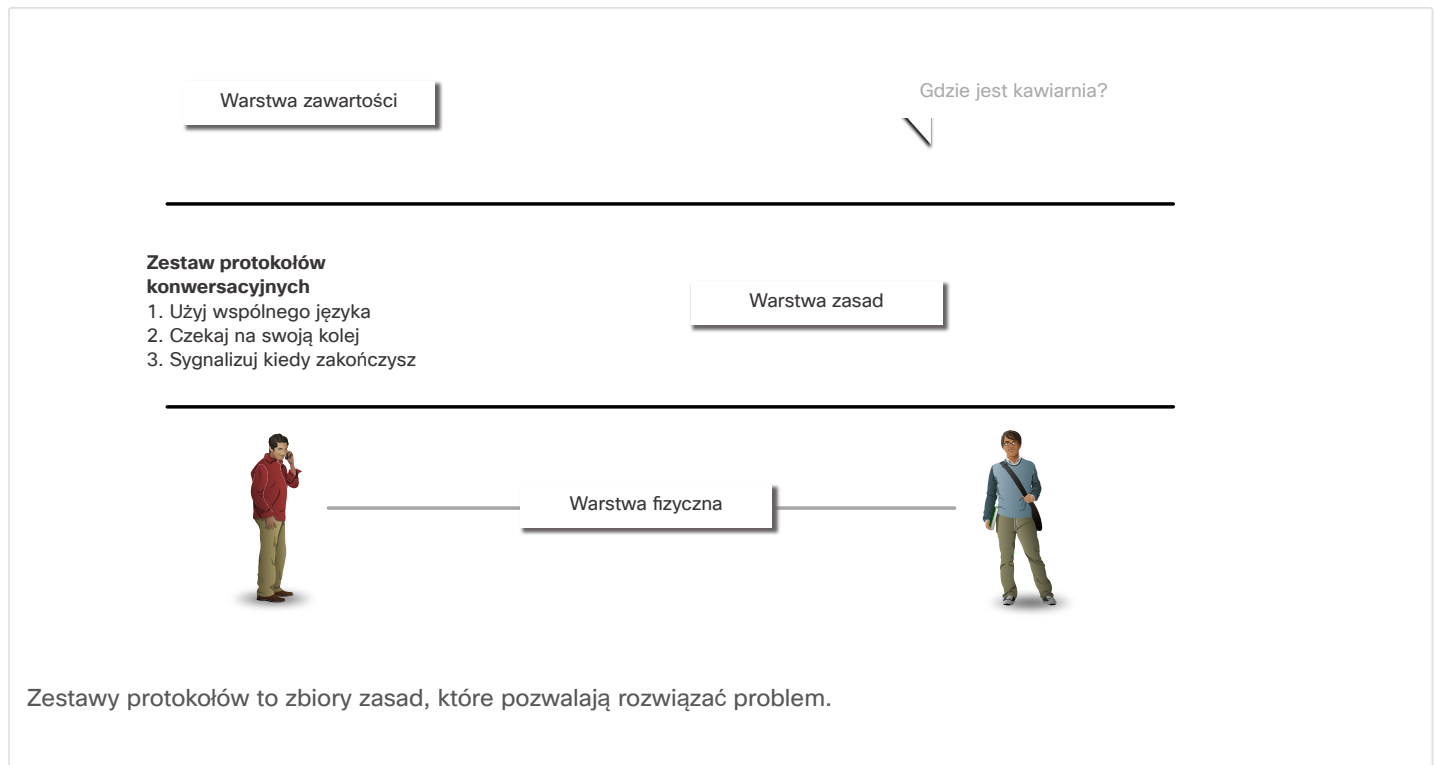 Warstwa zawartości
Gdzie jest kawiarnia?
Zestaw protokołów
konwersacyjnych
1. Użyj wspólnego języka
2. Czekaj na swoją kolej
3. Sygnalizuj kiedy zakończysz
Warstwa zasad
Warstwa fizyczna
Zestawy protokołów to zbiory zasad, które pozwalają rozwiązać problem.